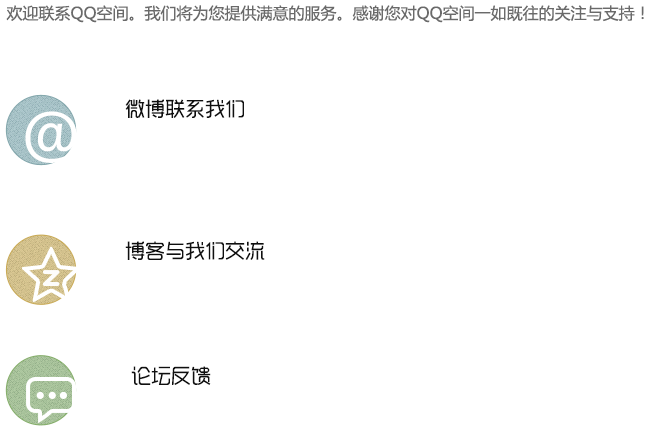 欢迎联系QQ空间。我们将为您提供满意的服务。感谢您对QQ空间一如既往的关注与支持！
@
微博联系我们
博客与我们交流
论坛反馈